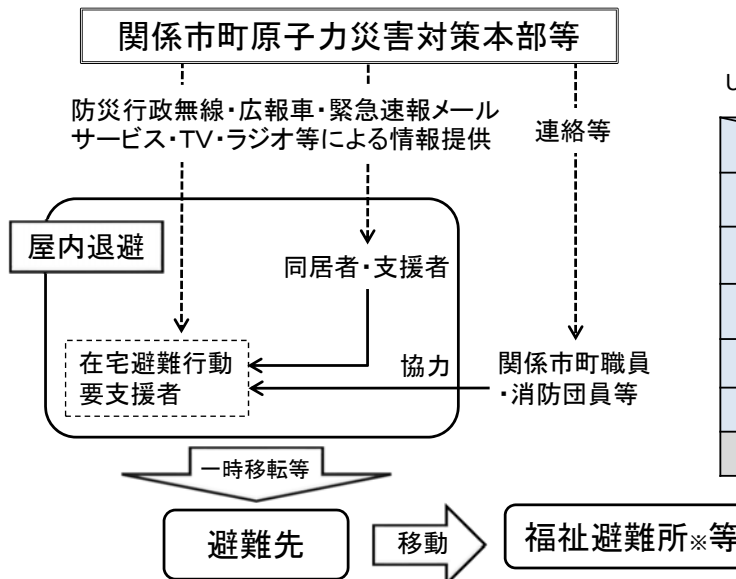 関係市町原子力災害対策本部等
防災行政無線・広報車・緊急速報メール
サービス・TV・ラジオ等による情報提供
連絡等
U
屋内退避
同居者・支援者
在宅避難行動
要支援者
協力
関係市町職員
・消防団員等
一時移転等
避難先
移動
福祉避難所※等